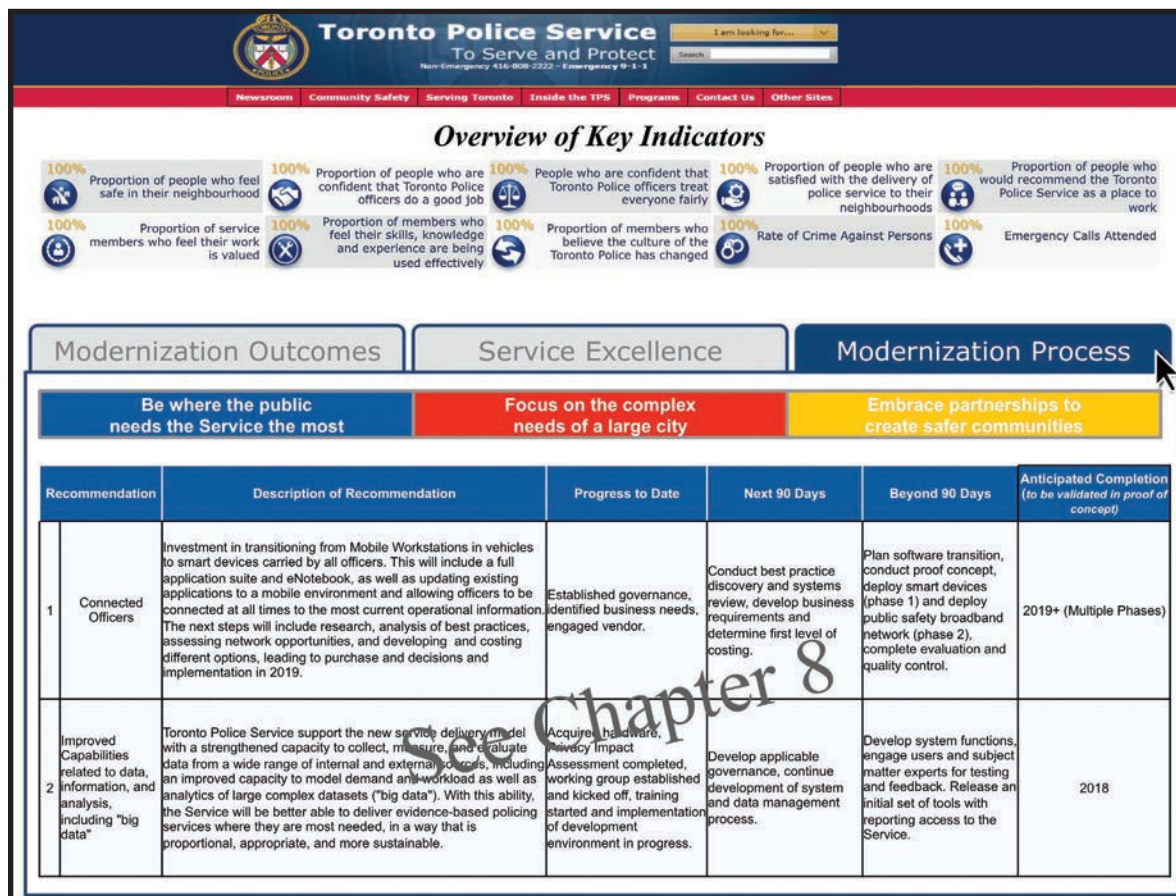 Toronto Police Service
To Serve and Protect
Non-Emergency 416-808-2222 - Emergency 9-1-1
I am looking for...
Search
Newsroom
Community Safety
Serving Toronto
Inside the TPS
Programs
Contact Us
Other Sites
Overview of Key Indicators
100%
Proportion of people who feel
safe in their neighbourhood
100%
Proportion of people who are
confident that Toronto Police
officers do a good job
100%
People who are confident that
Toronto Police officers treat
everyone fairly
100%
Proportion of people who are
satisfied with the delivery of
police service to their
neighbourhoods
100%
Proportion of people who
would recommend the Toronto
Police Service as a place to
work
100%
Proportion of service
members who feel their work
is valued
100%
Proportion of members who
feel their skills, knowledge
and experience are being
used effectively
100%
Proportion of members who
believe the culture of the
Toronto Police has changed
100%
Rate of Crime Against Persons
100%
Emergency Calls Attended
Modernization Outcomes
Service Excellence
Modernization Process
Be where the public
needs the Service the most
Focus on the complex
needs of a large city
Embrace partnerships to
create safer communities
Recommendation
Description of Recommendation
Progress to Date
Next 90 Days
Beyond 90 Days
Anticipated Completion
(to be validated in proof of
concept)
1
Connected
Officers
Investment in transitioning from Mobile Workstations in vehicles
to smart devices carried by all officers. This will include a full
application suite and eNotebook, as well as updating existing
applications to a mobile environment and allowing officers to be
connected at all times to the most current operational information.
The next steps will include research, analysis of best practices,
assessing network opportunities, and developing and costing
different options, leading to purchase and decisions and
implementation in 2019.
Established governance,
identified business needs,
engaged vendor.
Conduct best practice
discovery and systems
review, develop business
requirements and
determine first level of
costing.
Plan software transition,
conduct proof concept,
deploy smart devices
(phase 1) and deploy
public safety broadband
network (phase 2),
complete evaluation and
quality control.
2019+ (Multiple Phases)
2
Improved
Capabilities
related to data,
information, and
analysis,
including "big
data"
Toronto Police Service support the new service delivery model
with a strengthened capacity to collect, measure, and evaluate
data from a wide range of internal and external sources, including
an improved capacity to model demand and workload as well as
analytics of large complex datasets ("big data"). With this ability,
the Service will be better able to deliver evidence-based policing
services where they are most needed, in a way that is
proportional, appropriate, and more sustainable.
Acquired hardware,
Privacy Impact
Assessment completed,
working group established
and kicked off, training
started and implementation
of development
environment in progress.
Develop applicable
governance, continue
development of system
and data management
process.
Develop system functions,
engage users and subject
matter experts for testing
and feedback. Release an
initial set of tools with
reporting access to the
Service.
2018
See Chapter 8